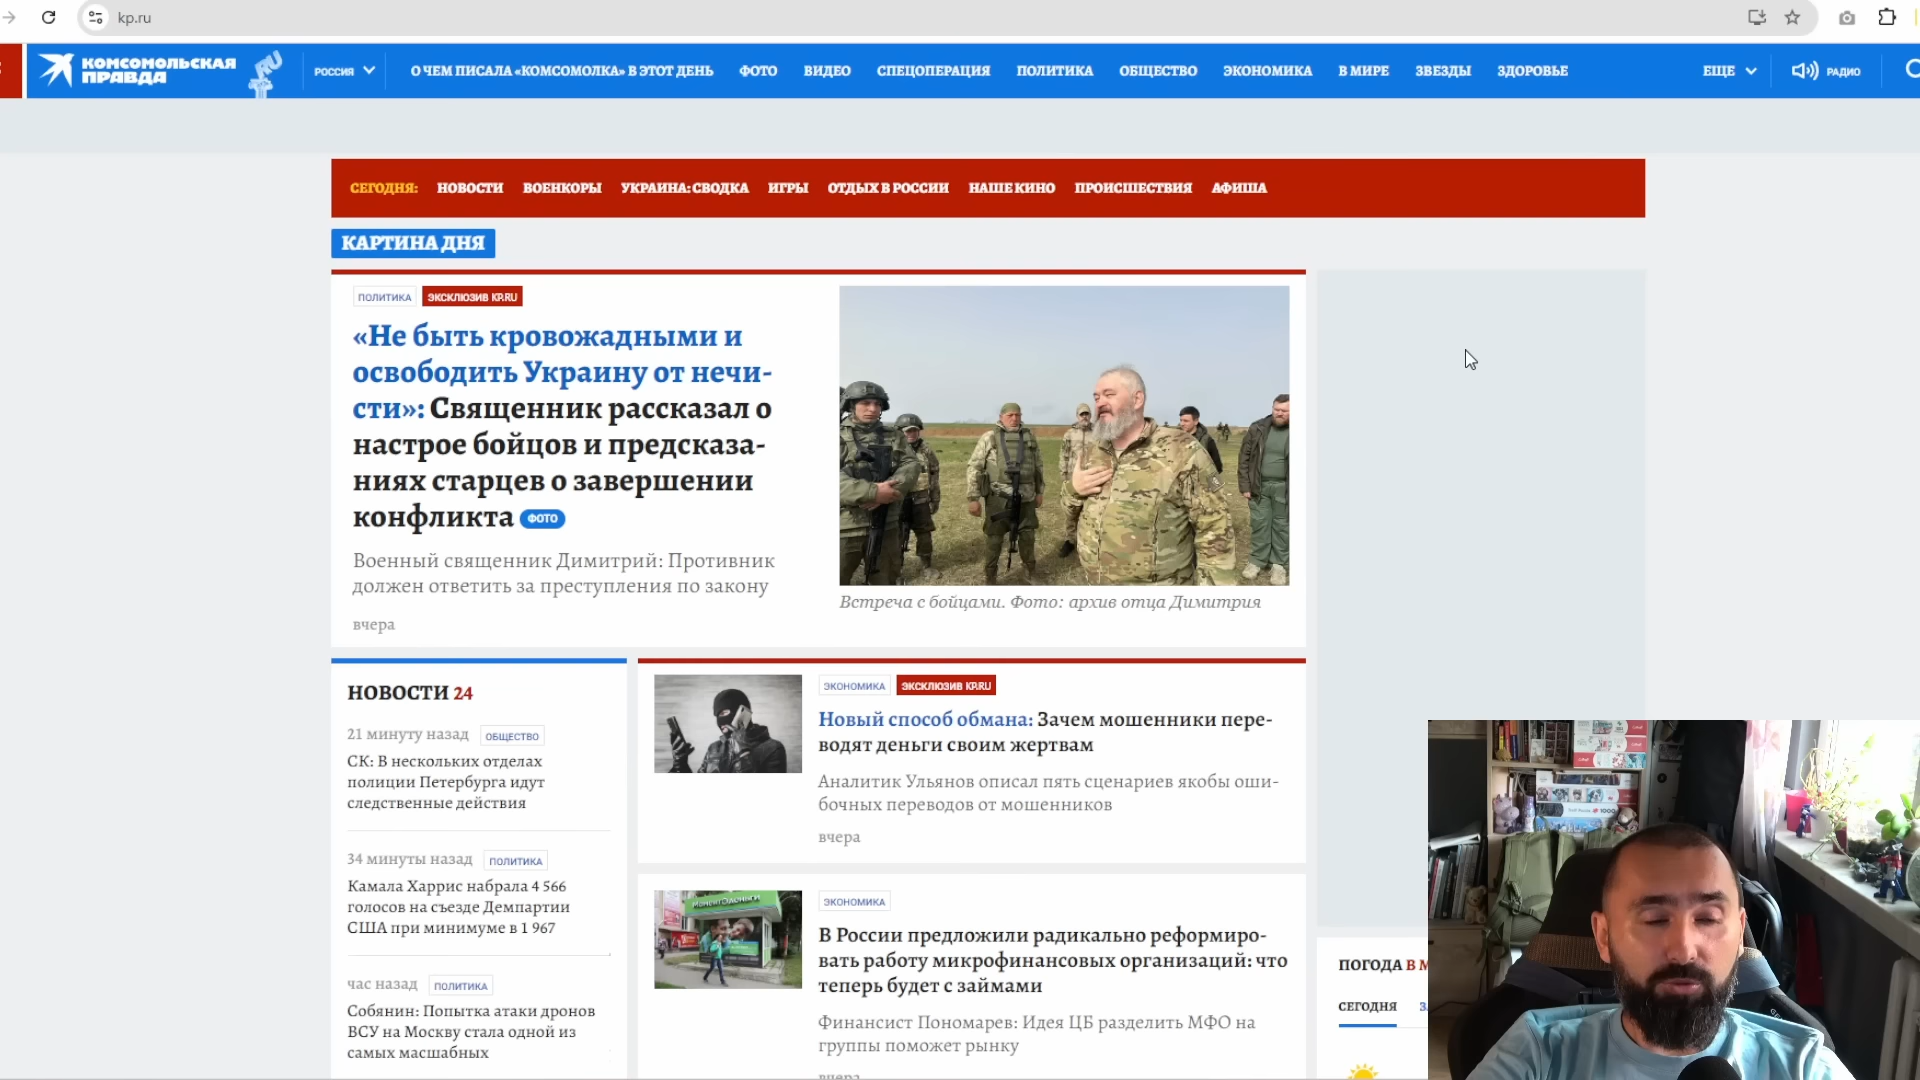 kp.ru
КОМСОМОЛЬСКАЯ
ПРАВДА
.RU
РОССИЯ
О ЧЕМ ПИСАЛА «КОМСОМОЛКА» В ЭТОТ ДЕНЬ
ФОТО
ВИДЕО
СПЕЦОПЕРАЦИЯ
ПОЛИТИКА
ОБЩЕСТВО
ЭКОНОМИКА
В МИРЕ
ЗВЕЗДЫ
ЗДОРОВЬЕ
ЕЩЕ
РАДИО
СЕГОДНЯ:
НОВОСТИ
ВОЕНКОРЫ
УКРАИНА: СВОДКА
ИГРЫ
ОТДЫХ В РОССИИ
НАШЕ КИНО
ПРОИСШЕСТВИЯ
АФИША
КАРТИНА ДНЯ
ПОЛИТИКА
ЭКСКЛЮЗИВ KP.RU
«Не быть кровожадными и
освободить Украину от нечи-
сти»: Священник рассказал о
настрое бойцов и предсказа-
ниях старцев о завершении
конфликта ФОТО
Военный священник Димитрий: Противник
должен ответить за преступления по закону
вчера
Встреча с бойцами. Фото: архив отца Димитрия
НОВОСТИ 24
21 минуту назад ОБЩЕСТВО
СК: В нескольких отделах
полиции Петербурга идут
следственные действия
34 минуты назад ПОЛИТИКА
Камала Харрис набрала 4 566
голосов на съезде Демпартии
США при минимуме в 1 967
час назад ПОЛИТИКА
Собянин: Попытка атаки дронов
ВСУ на Москву стала одной из
самых масштабных
ЭКОНОМИКА
ЭКСКЛЮЗИВ KP.RU
Новый способ обмана: Зачем мошенники пере-
водят деньги своим жертвам
Аналитик Ульянов описал пять сценариев якобы оши-
бочных переводов от мошенников
вчера
ЭКОНОМИКА
В России предложили радикально реформиро-
вать работу микрофинансовых организаций: что
теперь будет с займами
Финансист Пономарев: Идея ЦБ разделить МФО на
группы поможет рынку
вчера
ПОГОДА В
СЕГОДНЯ